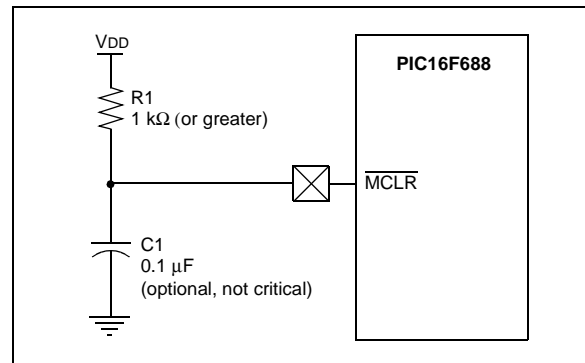 VDD
PIC16F688
R1
1 kΩ (or greater)
MCLR
C1
0.1 μF
(optional, not critical)